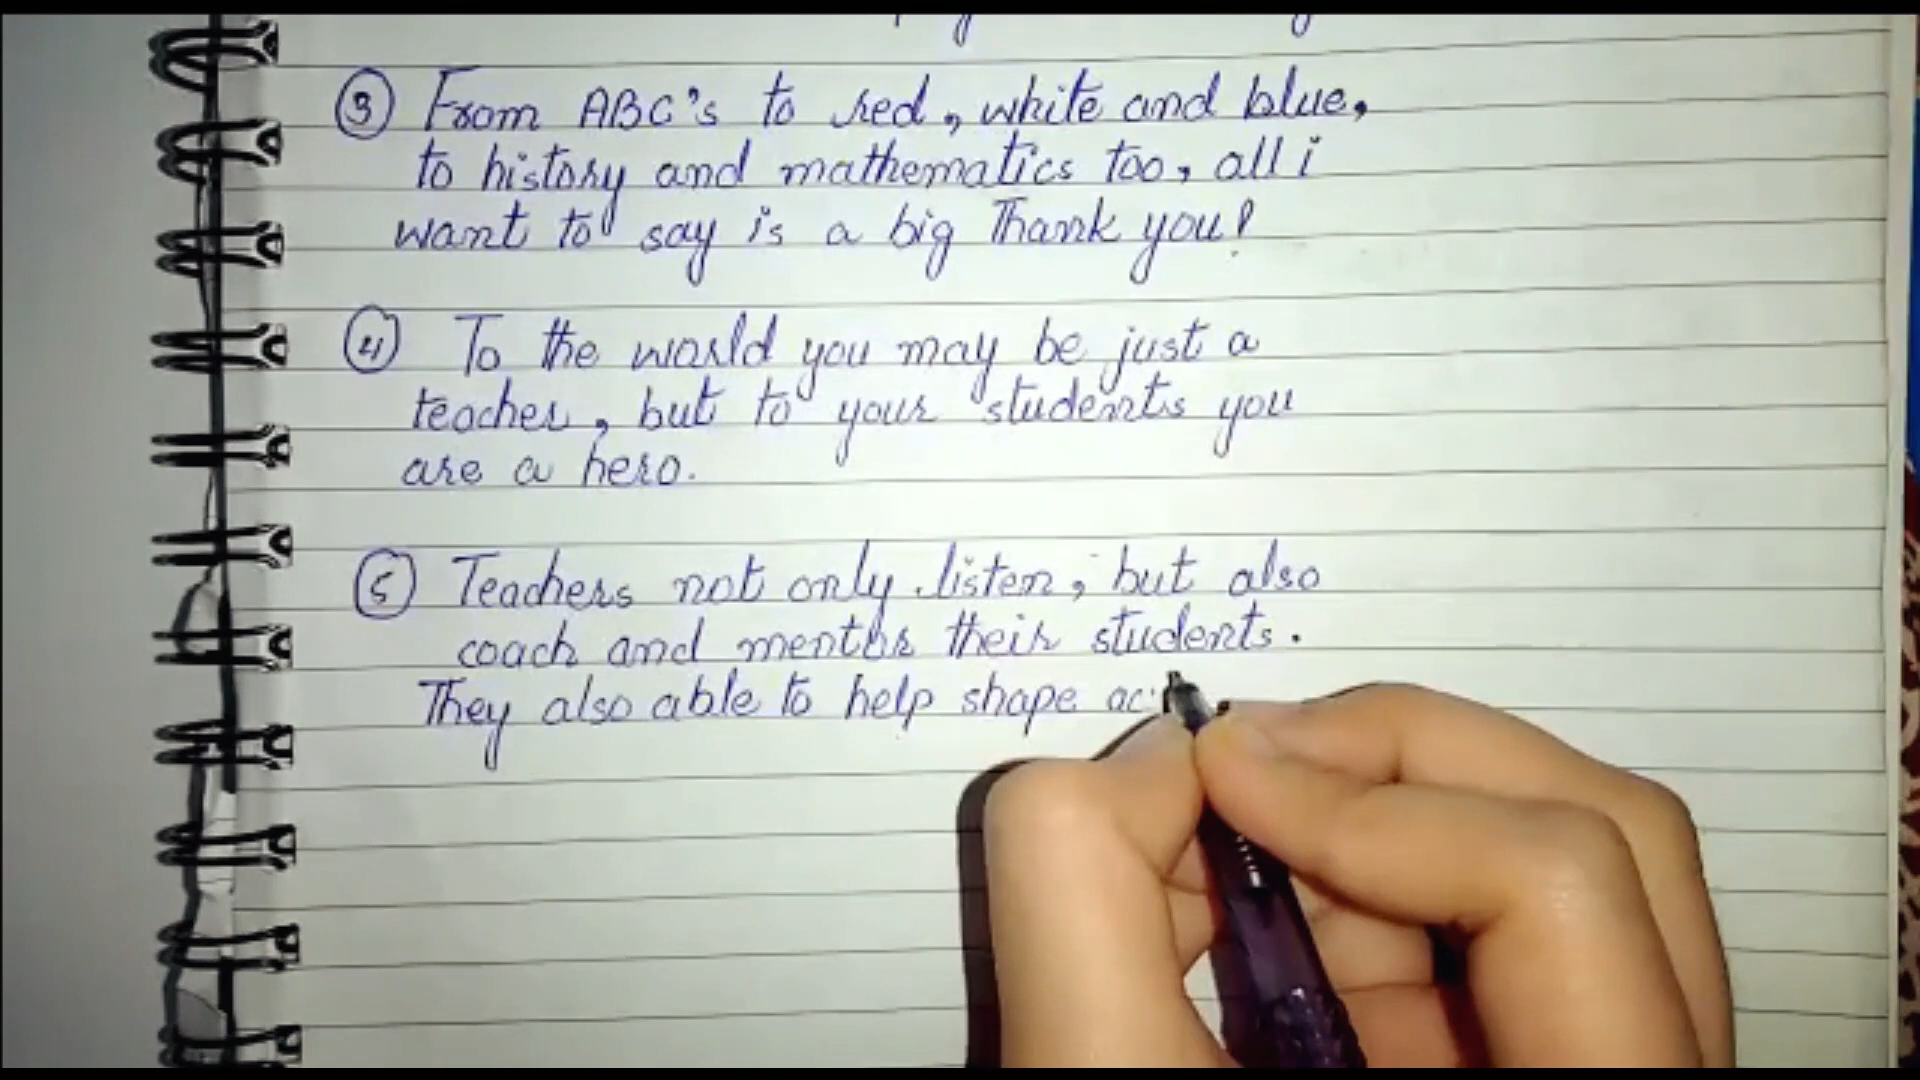 ③ From ABC's to red, white and blue,
to history and mathematics too, all i
want to say is a big Thank you!
④ To the world you may be just a
teacher, but to your students you
are a hero.
⑤ Teachers not only listen, but also
coach and mentor their students.
They also able to help shape ac